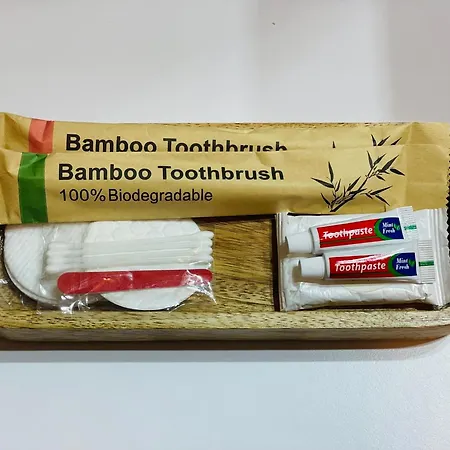 Bamboo Toothbrush
Bamboo Toothbrush
100% Biodegradable
Toothpaste
Mint
Fresh
Toothpaste
Mint
Fresh